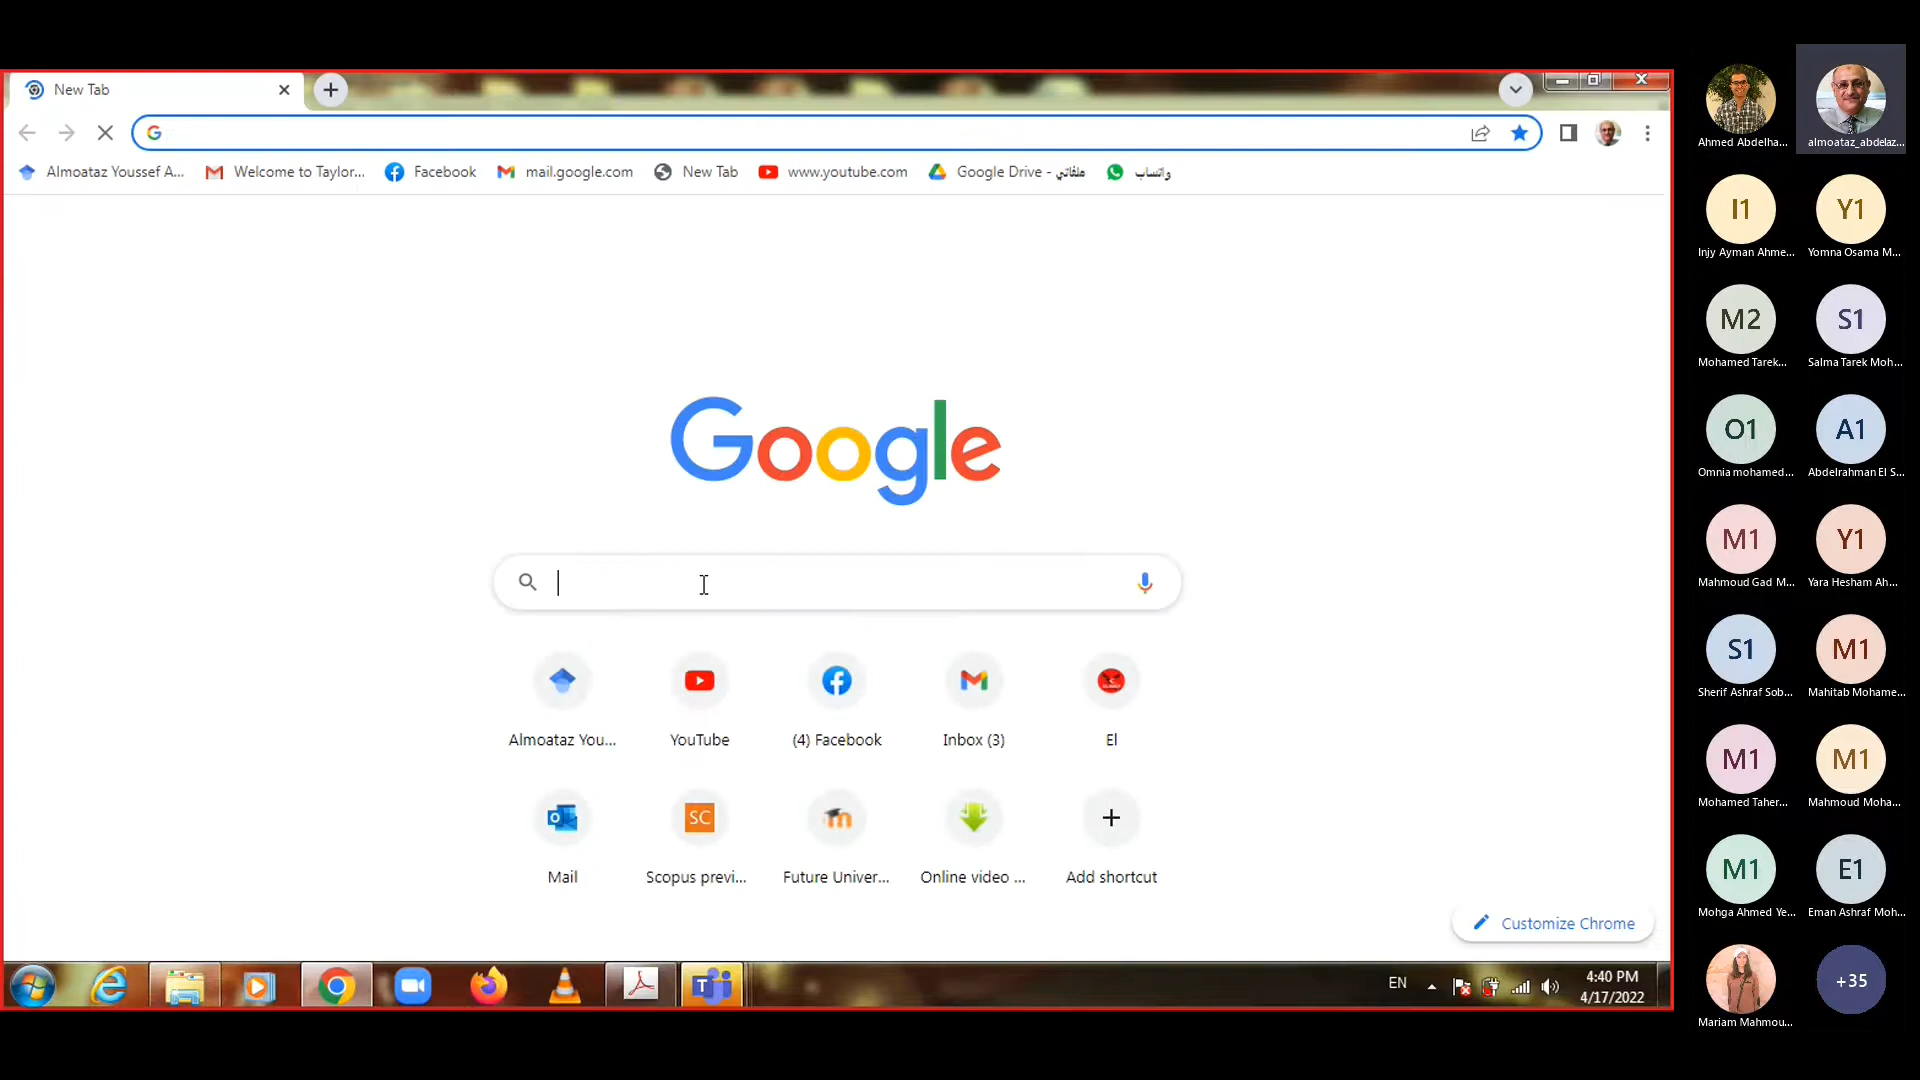 New Tab
Almoataz Youssef A...
Welcome to Taylor...
Facebook
mail.google.com
New Tab
www.youtube.com
Google Drive - ملفاتي
واتساب
Google
Almoataz You...
YouTube
(4) Facebook
Inbox (3)
El
SC
Mail
Scopus previ...
Future Univer...
Online video ...
Add shortcut
Customize Chrome
EN
4:40 PM
4/17/2022
Ahmed Abdelha...
almoataz_abdelaz...
I1
Y1
Injy Ayman Ahme...
Yomna Osama M...
M2
S1
Mohamed Tarek...
Salma Tarek Moh...
O1
A1
Omnia mohamed...
Abdelrahman El S...
M1
Y1
Mahmoud Gad M...
Yara Hesham Ah...
S1
M1
Sherif Ashraf Sob...
Mahitab Mohame...
M1
M1
Mohamed Taher...
Mahmoud Moha...
M1
E1
Mohga Ahmed Ye...
Eman Ashraf Moh...
+35
Mariam Mahmou...